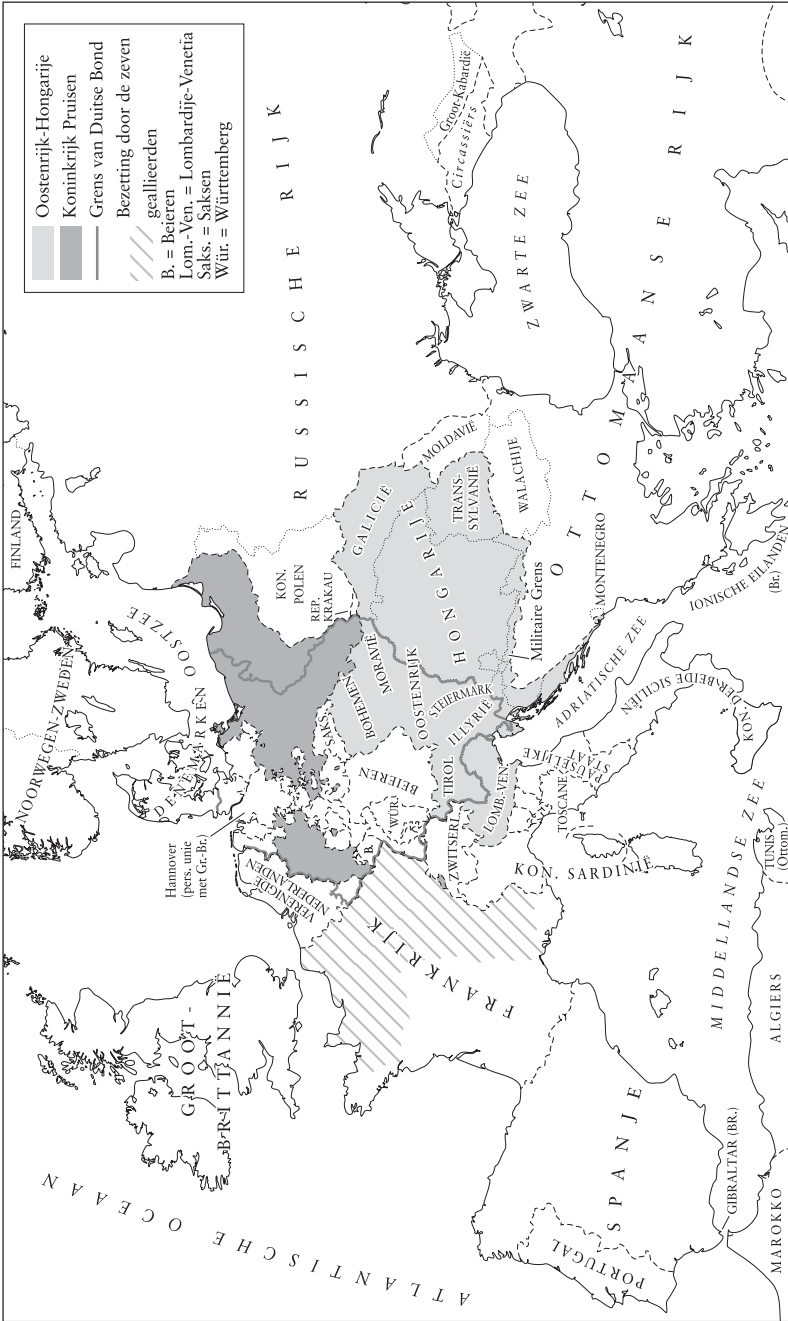 Oostenrijk-Hongarije
Koninkrijk Pruisen
Grens van Duitse Bond
Bezetting door de zeven
geallieerden
B. = Beieren
Lom.-Ven. = Lombardije-Venetia
Saks. = Saksen
Wür. = Württemberg
ATLANTISCHE OCEAAN
GROOT-
BRITTANNIË
NOORWEGEN-ZWEDEN
FINLAND
OOSTZEE
DENEMARKEN
Hannover
(pers. unie
met Gr.-Br.)
VERENIGDE
NEDERLANDEN
RUSSISCHE RIJK
KON.
POLEN
REP.
KRAKAU
GALICIË
SAKS.
BOHEMEN
MORAVIË
OOSTENRIJK
BEIEREN
WÜR.
B.
FRANKRIJK
ZWITSERL.
TIROL
STEIERMARK
ILLYRIË
LOMB.-VEN.
HONGARIJE
TRANS-
SYLVANIË
MOLDAVIË
WALACHIJE
Militaire Grens
MONTENEGRO
OTTOMAANSE RIJK
ZWARTE ZEE
Groot-Kabardië
Circassiërs
ADRIATISCHE ZEE
IONISCHE EILANDEN
(Br.)
KON. DER BEIDE SICILIËN
PAUSELIJKE
STAAT
TOSCANE
KON. SARDINIË
MIDDELLANDSE ZEE
TUNIS
(Ottom.)
ALGIERS
SPANJE
PORTUGAL
GIBRALTAR (BR.)
MAROKKO